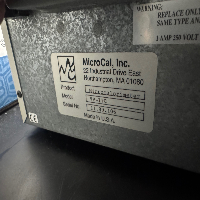 WARNING:
REPLACE ONLY
SAME TYPE AN
3 AMP 250 VOLT
MicroCal, Inc.
22 Industrial Drive East
Northampton, MA 01060
Product
Model
Serial No.
Made in U.S.A.